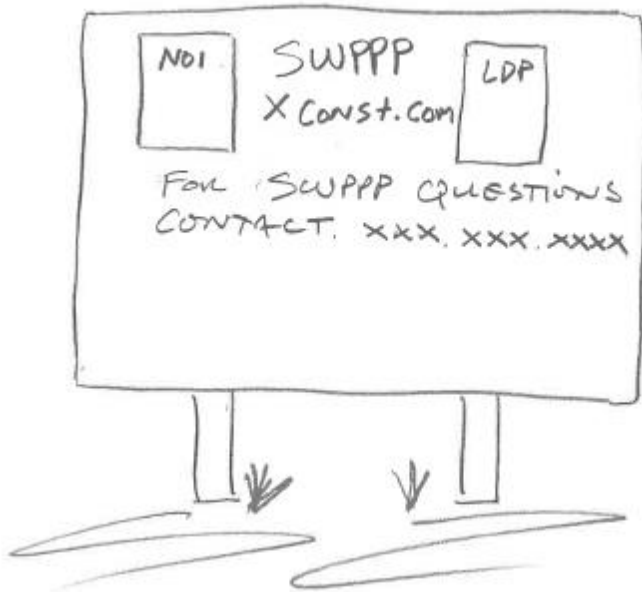 NOI SWPPP LDP
X Const.com
FOR SWPPP QUESTIONS
CONTACT. XXX. XXX. XXXX